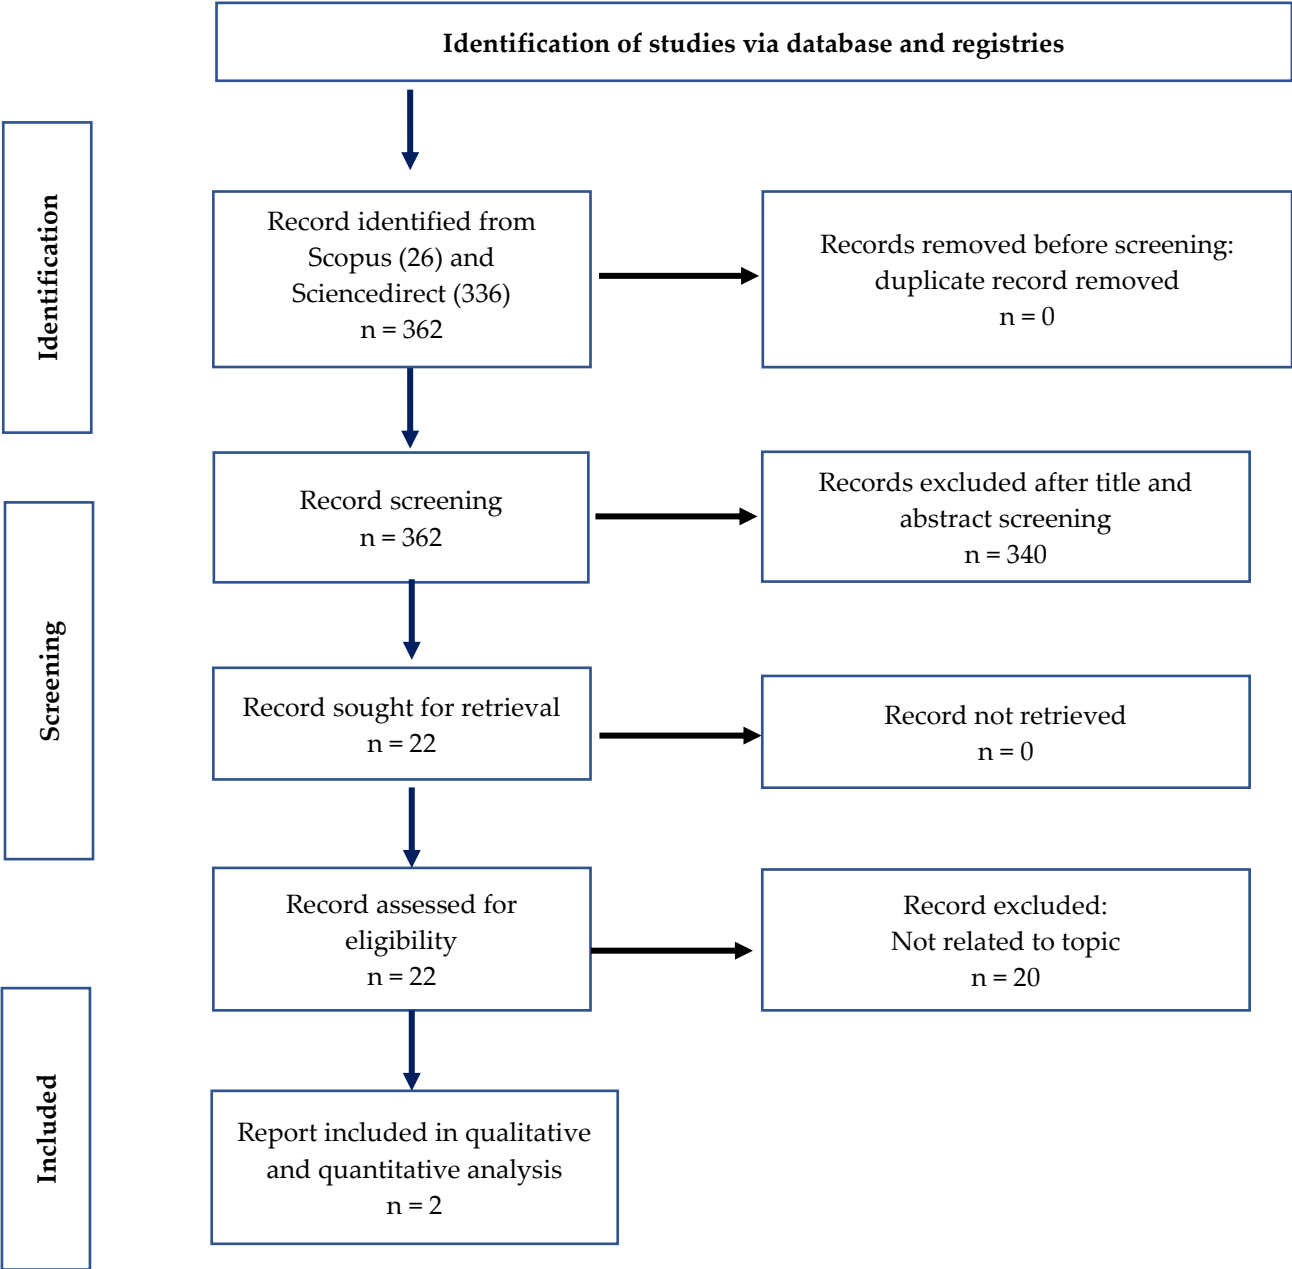 Identification of studies via database and registries
Identification
Record identified from
Scopus (26) and
Sciencedirect (336)
n = 362
Records removed before screening:
duplicate record removed
n = 0
Screening
Record screening
n = 362
Records excluded after title and
abstract screening
n = 340
Record sought for retrieval
n = 22
Record not retrieved
n = 0
Record assessed for
eligibility
n = 22
Record excluded:
Not related to topic
n = 20
Included
Report included in qualitative
and quantitative analysis
n = 2